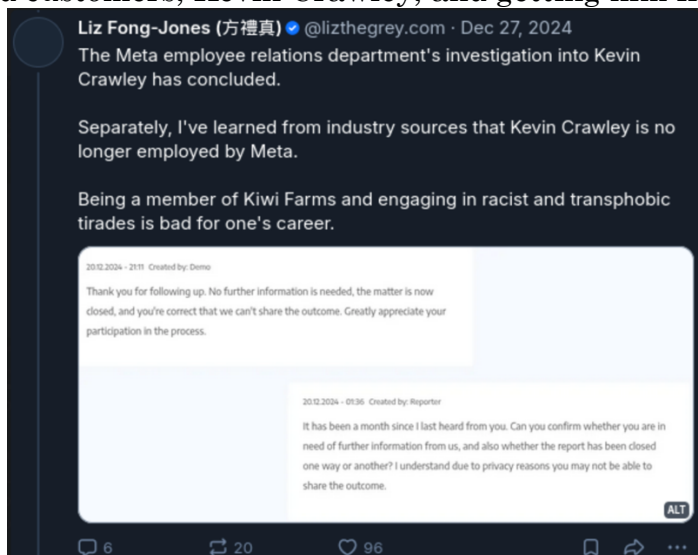 customers, Kevin Crawley, and getting him
Liz Fong-Jones (方禮真) @lizthegrey.com · Dec 27, 2024
The Meta employee relations department's investigation into Kevin
Crawley has concluded.
Separately, I've learned from industry sources that Kevin Crawley is no
longer employed by Meta.
Being a member of Kiwi Farms and engaging in racist and transphobic
tirades is bad for one's career.
20.12.2024 - 21:11 Created by: Demo
Thank you for following up. No further information is needed, the matter is now
closed, and you're correct that we can't share the outcome. Greatly appreciate your
participation in the process.
20.12.2024 - 01:36 Created by: Reporter
It has been a month since I last heard from you. Can you confirm whether you are in
need of further information from us, and also whether the report has been closed
one way or another? I understand due to privacy reasons you may not be able to
share the outcome.
ALT
6 20 96